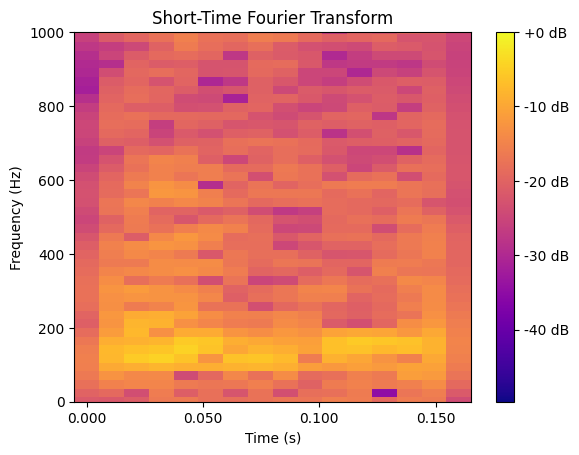 Short-Time Fourier Transform
1000
800
600
400
200
0
Frequency (Hz)
0.000
0.050
0.100
0.150
Time (s)
+0 dB
-10 dB
-20 dB
-30 dB
-40 dB